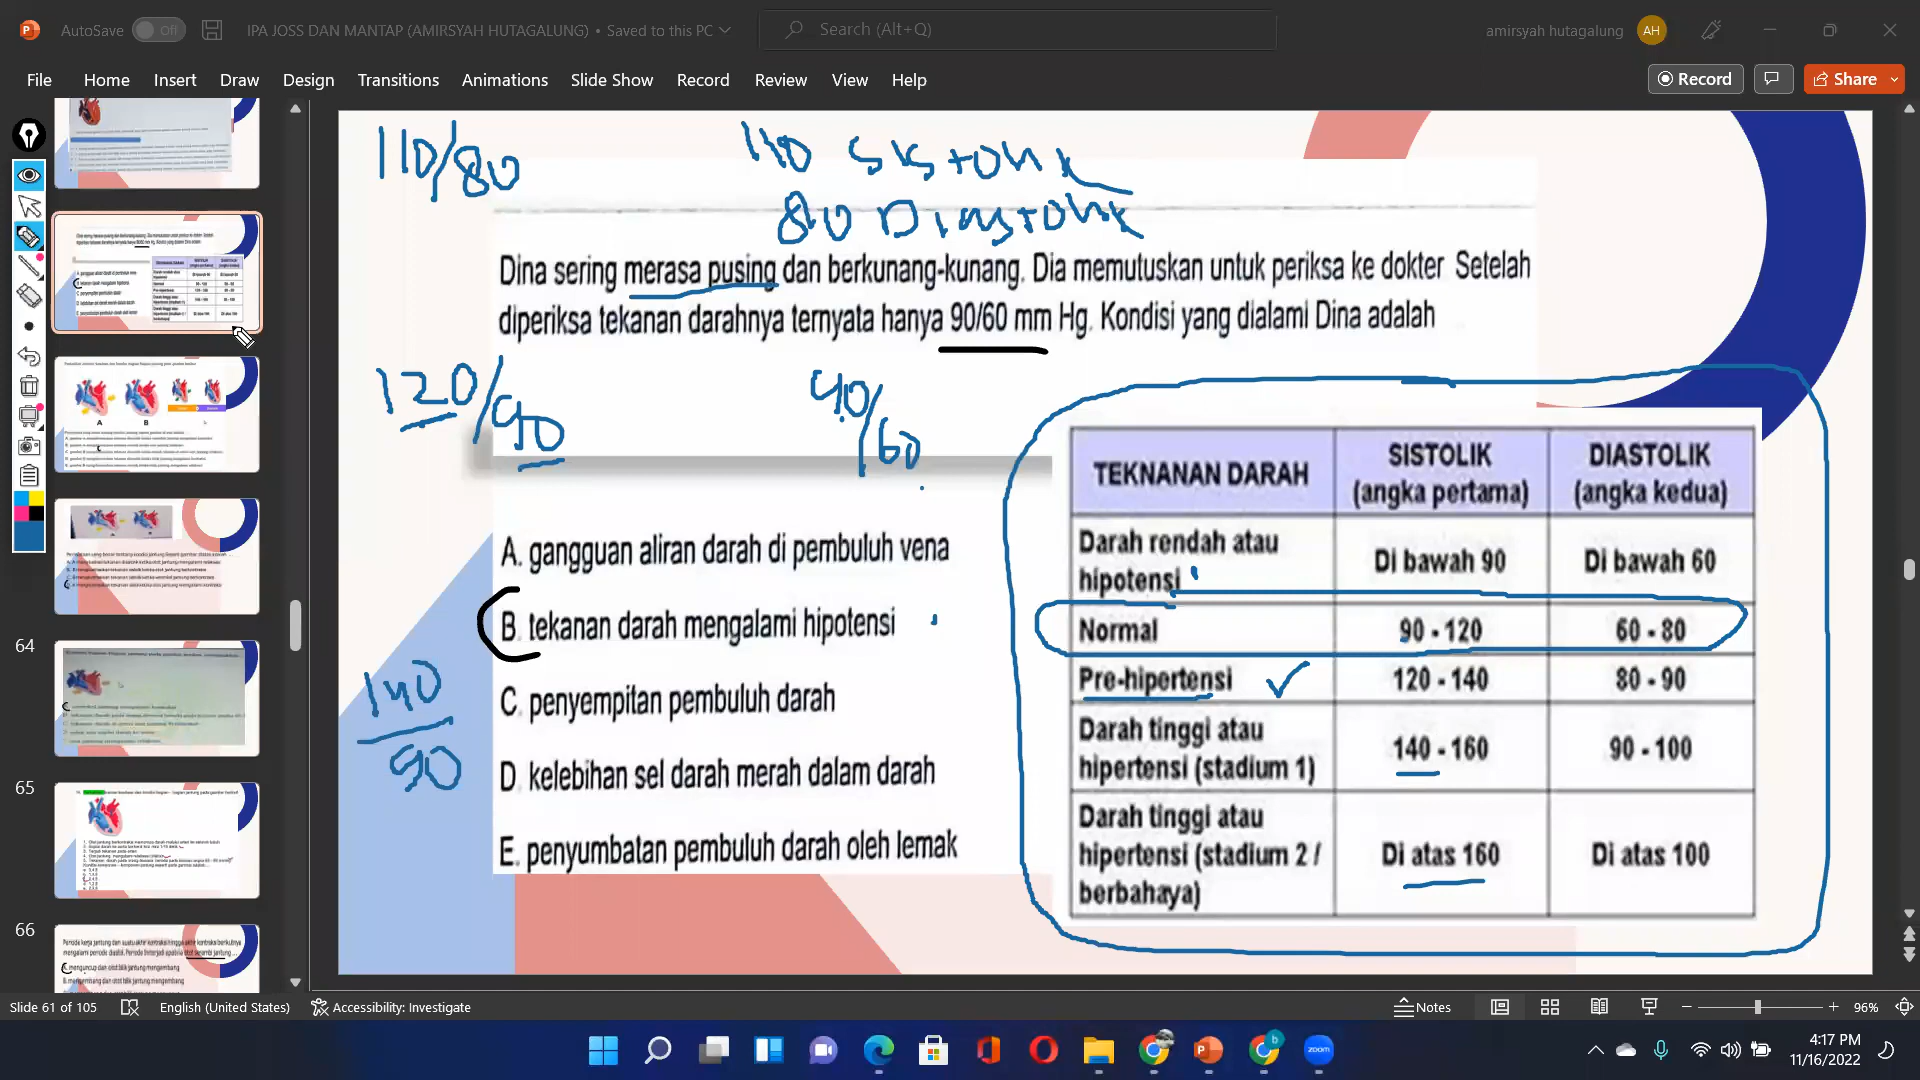 AutoSave Off IPA JOSS DAN MANTAP (AMIRSYAH HUTAGALUNG) • Saved to this PC Search (Alt+Q) amirsyah hutagalung AH
File Home Insert Draw Design Transitions Animations Slide Show Record Review View Help Record Share
64
65
66
110/80
110 Sistolik
80 Diastolik
Dina sering merasa pusing dan berkunang-kunang. Dia memutuskan untuk periksa ke dokter Setelah
diperiksa tekanan darahnya ternyata hanya 90/60 mm Hg. Kondisi yang dialami Dina adalah
120/90
90/60
A. gangguan aliran darah di pembuluh vena
B. tekanan darah mengalami hipotensi
C. penyempitan pembuluh darah
D. kelebihan sel darah merah dalam darah
E. penyumbatan pembuluh darah oleh lemak
140
90
TEKNANAN DARAH SISTOLIK (angka pertama) DIASTOLIK (angka kedua)
Darah rendah atau hipotensi Di bawah 90 Di bawah 60
Normal 90 - 120 60 - 80
Pre-hipertensi 120 - 140 80 - 90
Darah tinggi atau hipertensi (stadium 1) 140 - 160 90 - 100
Darah tinggi atau hipertensi (stadium 2 / berbahaya) Di atas 160 Di atas 100
Slide 61 of 105 English (United States) Accessibility: Investigate Notes 96%
zoom
4:17 PM
11/16/2022